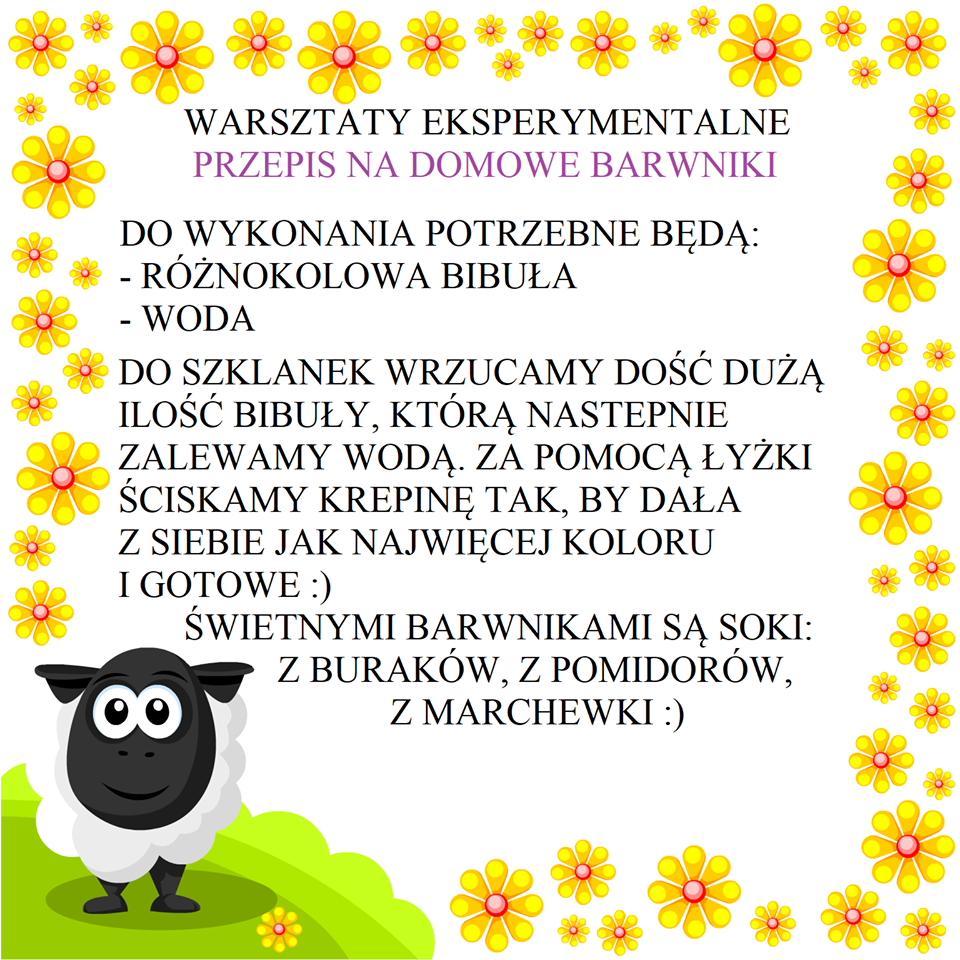 WARSZTATY EKSPERYMENTALNE
PRZEPIS NA DOMOWE BARWNIKI
DO WYKONANIA POTRZEBNE BĘDĄ:
- RÓŻNOKOLOWA BIBUŁA
- WODA
DO SZKLANEK WRZUCAMY DOŚĆ DUŻĄ
ILOŚĆ BIBUŁY, KTÓRĄ NASTEPNIE
ZALEWAMY WODĄ. ZA POMOCĄ ŁYŻKI
ŚCISKAMY KREPINĘ TAK, BY DAŁA
Z SIEBIE JAK NAJWIĘCEJ KOLORU
I GOTOWE :)
ŚWIETNYMI BARWNIKAMI SĄ SOKI:
Z BURAKÓW, Z POMIDORÓW,
Z MARCHEWKI :)